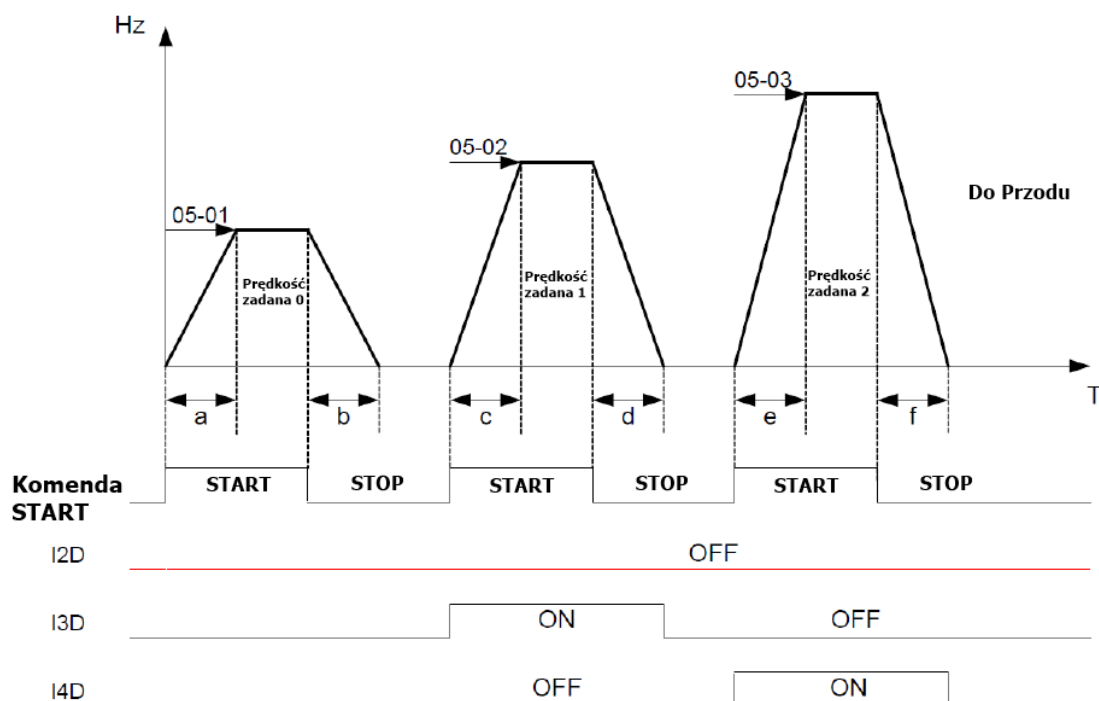 Hz
05-03
05-02
Do Przodu
05-01
Prędkość
zadana 0
Prędkość
zadana 1
Prędkość
zadana 2
T
a
b
c
d
e
f
Komenda
START
START
STOP
START
STOP
START
STOP
I2D
OFF
I3D
ON
OFF
I4D
OFF
ON